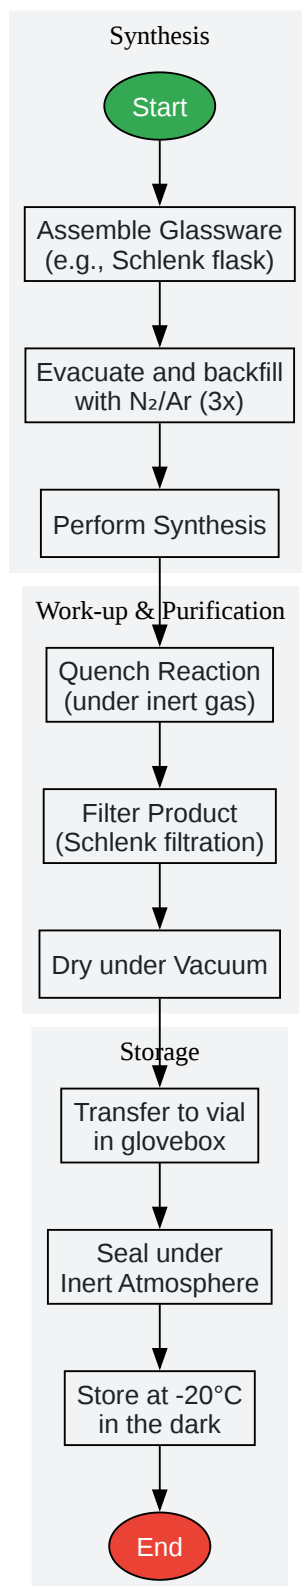 Synthesis
Start
Assemble Glassware
(e.g., Schlenk flask)
Evacuate and backfill
with N₂/Ar (3x)
Perform Synthesis
Work-up & Purification
Quench Reaction
(under inert gas)
Filter Product
(Schlenk filtration)
Dry under Vacuum
Storage
Transfer to vial
in glovebox
Seal under
Inert Atmosphere
Store at -20°C
in the dark
End